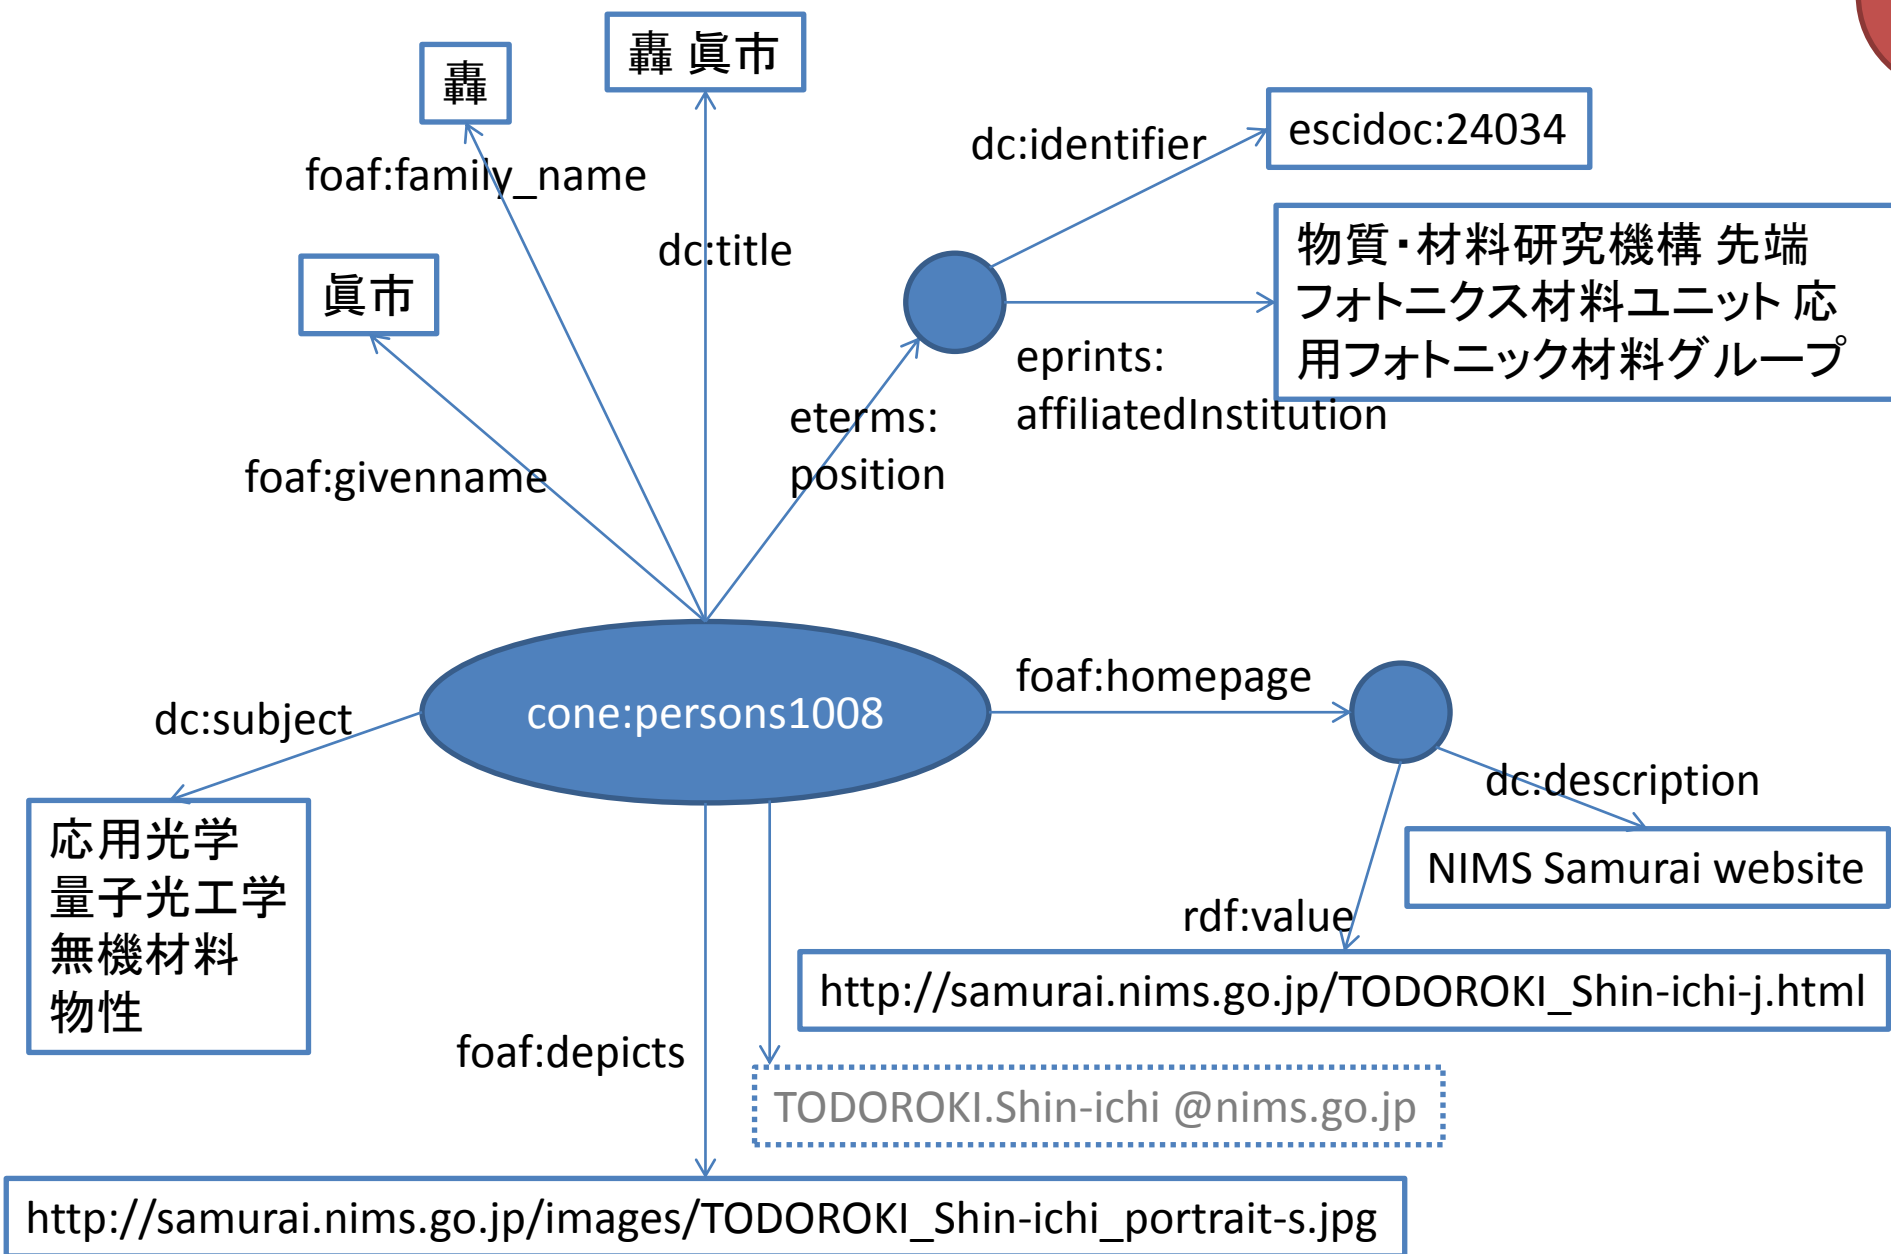 轟 眞市
轟
escidoc:24034
dc:identifier
foaf:family_name
dc:title
物質・材料研究機構 先端
フォトニクス材料ユニット 応
用フォトニック材料グループ
眞市
eprints:
affiliatedInstitution
eterms:
position
foaf:givenname
foaf:homepage
cone:persons1008
dc:subject
dc:description
応用光学
量子光工学
無機材料
物性
NIMS Samurai website
rdf:value
http://samurai.nims.go.jp/TODOROKI_Shin-ichi-j.html
foaf:depicts
TODOROKI.Shin-ichi @nims.go.jp
http://samurai.nims.go.jp/images/TODOROKI_Shin-ichi_portrait-s.jpg